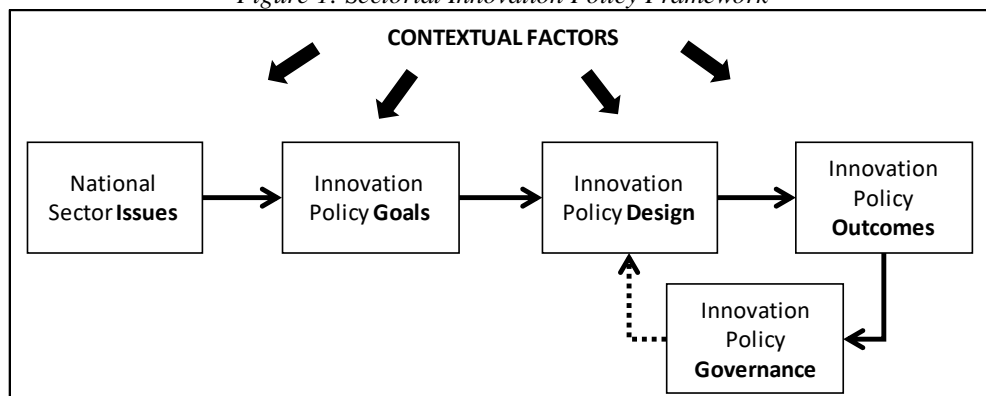 Figure 1: Sectorial Innovation Policy Framework
CONTEXTUAL FACTORS
National
Sector Issues
Innovation
Policy Goals
Innovation
Policy Design
Innovation
Policy
Outcomes
Innovation
Policy
Governance